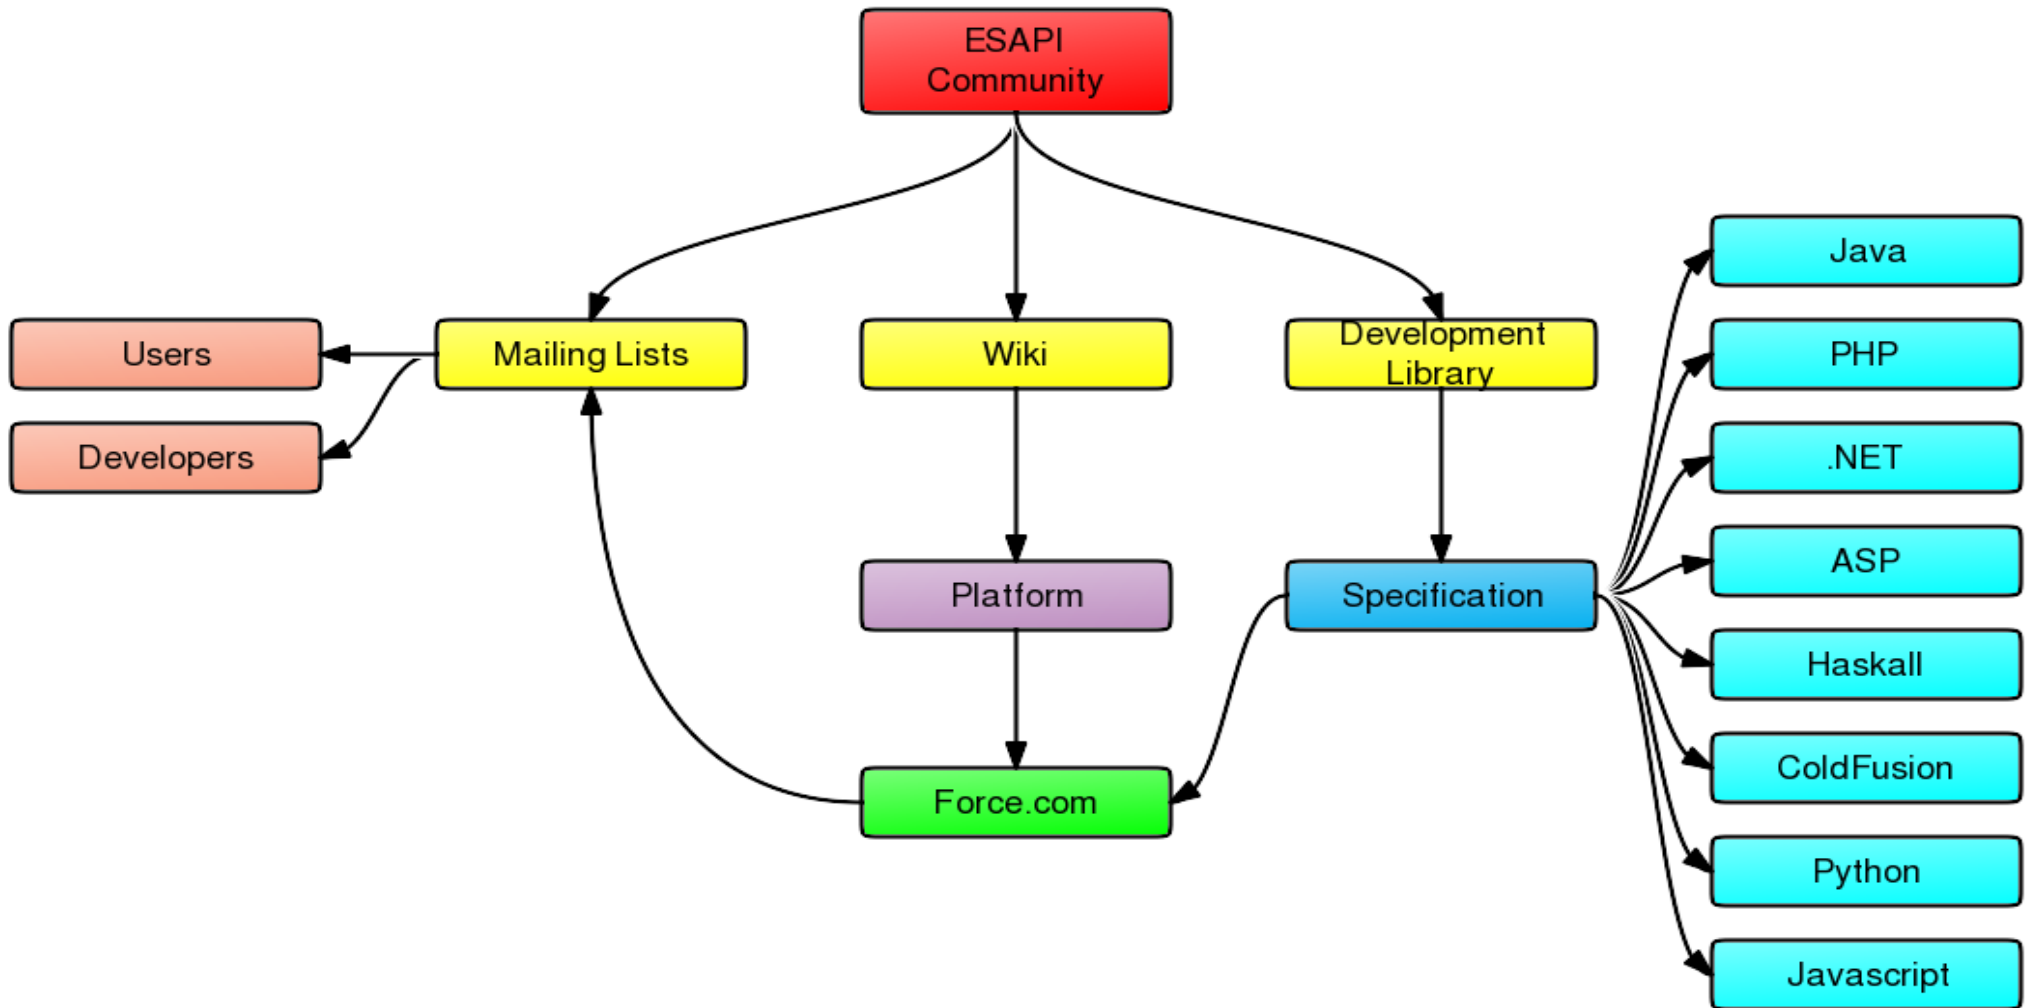 ESAPI
Community
Users
Mailing Lists
Wiki
Development
Library
Developers
Platform
Specification
Force.com
Java
PHP
.NET
ASP
Haskall
ColdFusion
Python
Javascript